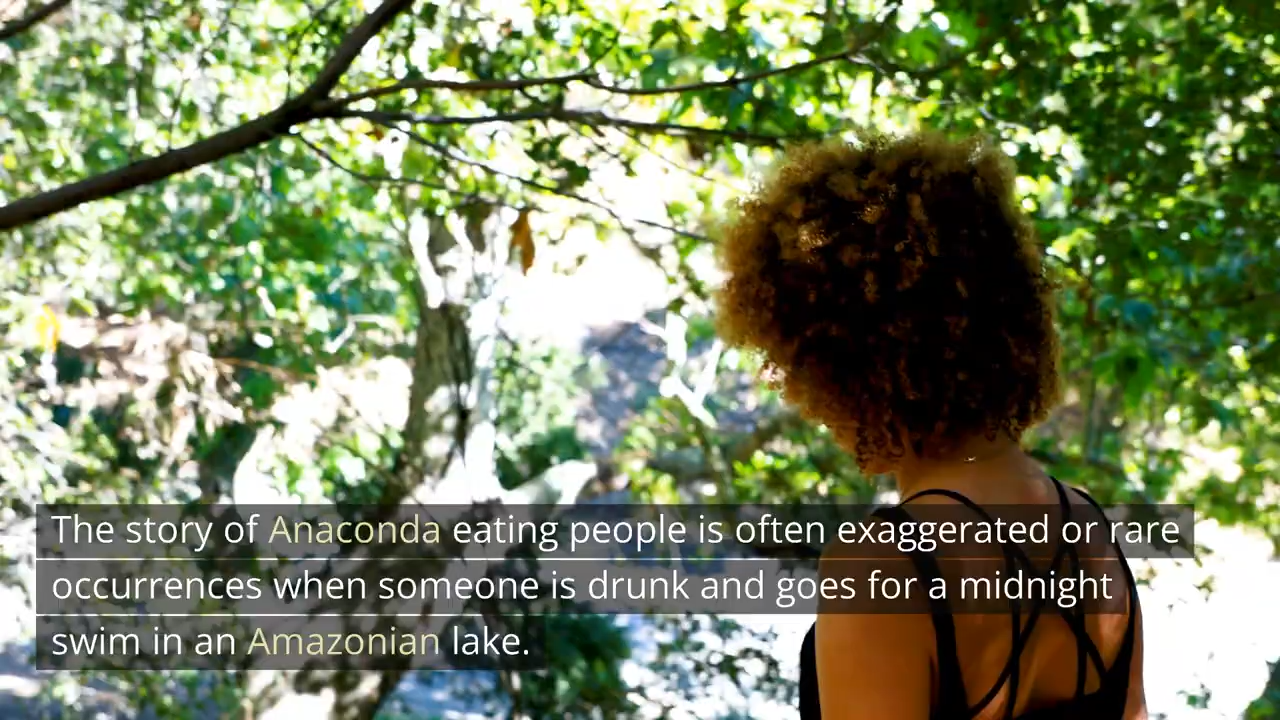 The story of Anaconda eating people is often exaggerated or rare
occurrences when someone is drunk and goes for a midnight
swim in an Amazonian lake.